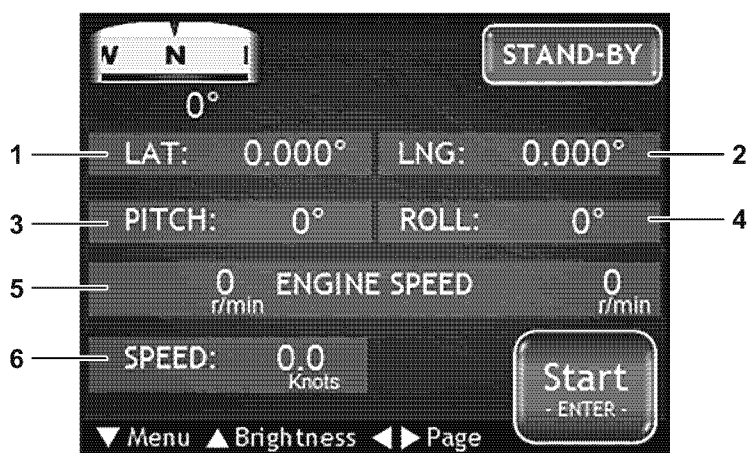 W N
STAND-BY
0°
1 LAT: 0.000° LNG: 0.000° 2
3 PITCH: 0° ROLL: 0° 4
5 0 r/min ENGINE SPEED 0 r/min
6 SPEED: 0.0 Knots
Start
- ENTER -
▼ Menu ▲ Brightness ◀ ▶ Page